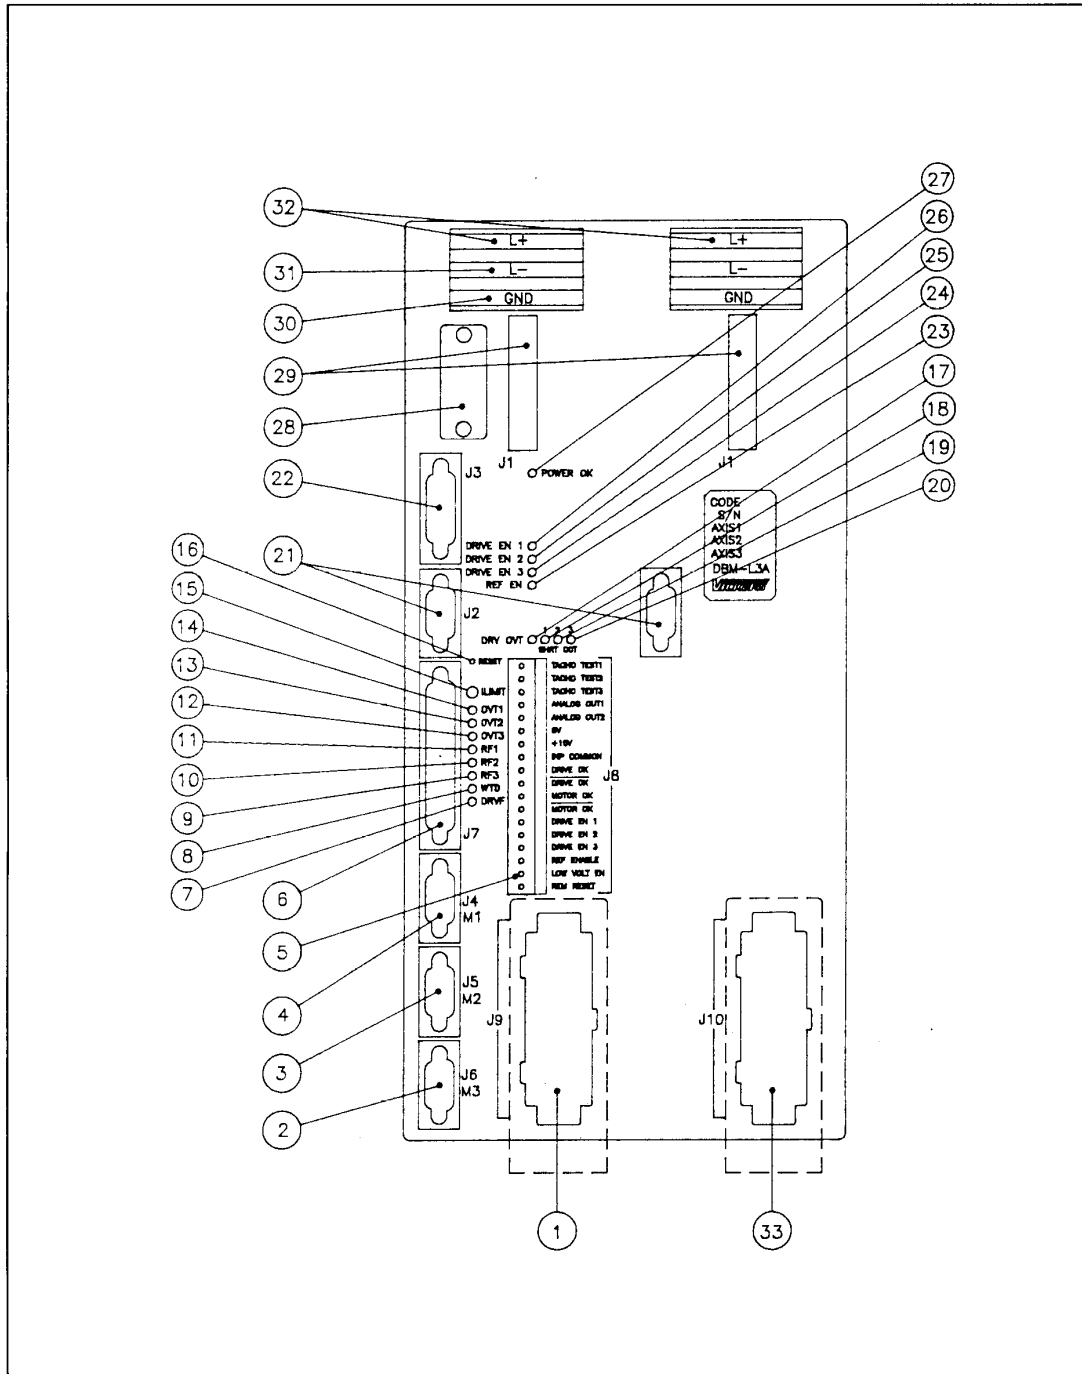 27
26
32
L+
L+
25
31
L-
L-
24
30
GND
GND
23
29
17
28
18
J1
J1
J3
POWER OK
19
22
20
CODE
S/N
AXIS1
AXIS2
AXIS3
DBM-L3A
16
DRIVE EN 1
DRIVE EN 2
DRIVE EN 3
REF EN
21
15
J2
14
DRV OVT
1 2 3
SHRT CCT
13
RESET
12
ILIMIT
11
OVT1
10
OVT2
9
OVT3
8
RF1
7
RF2
RF3
WTD
DRVF
TACHO TEST1
TACHO TEST2
TACHO TEST3
ANALOG OUT1
ANALOG OUT2
0V
+15V
INP COMMON
DRIVE OK
DRIVE OK
MOTOR OK
MOTOR OK
DRIVE EN 1
DRIVE EN 2
DRIVE EN 3
REF ENABLE
LOW VOLT EN
REM RESET
J8
J7
6
J4
M1
5
4
J5
M2
J9
J10
3
J6
M3
2
1
33